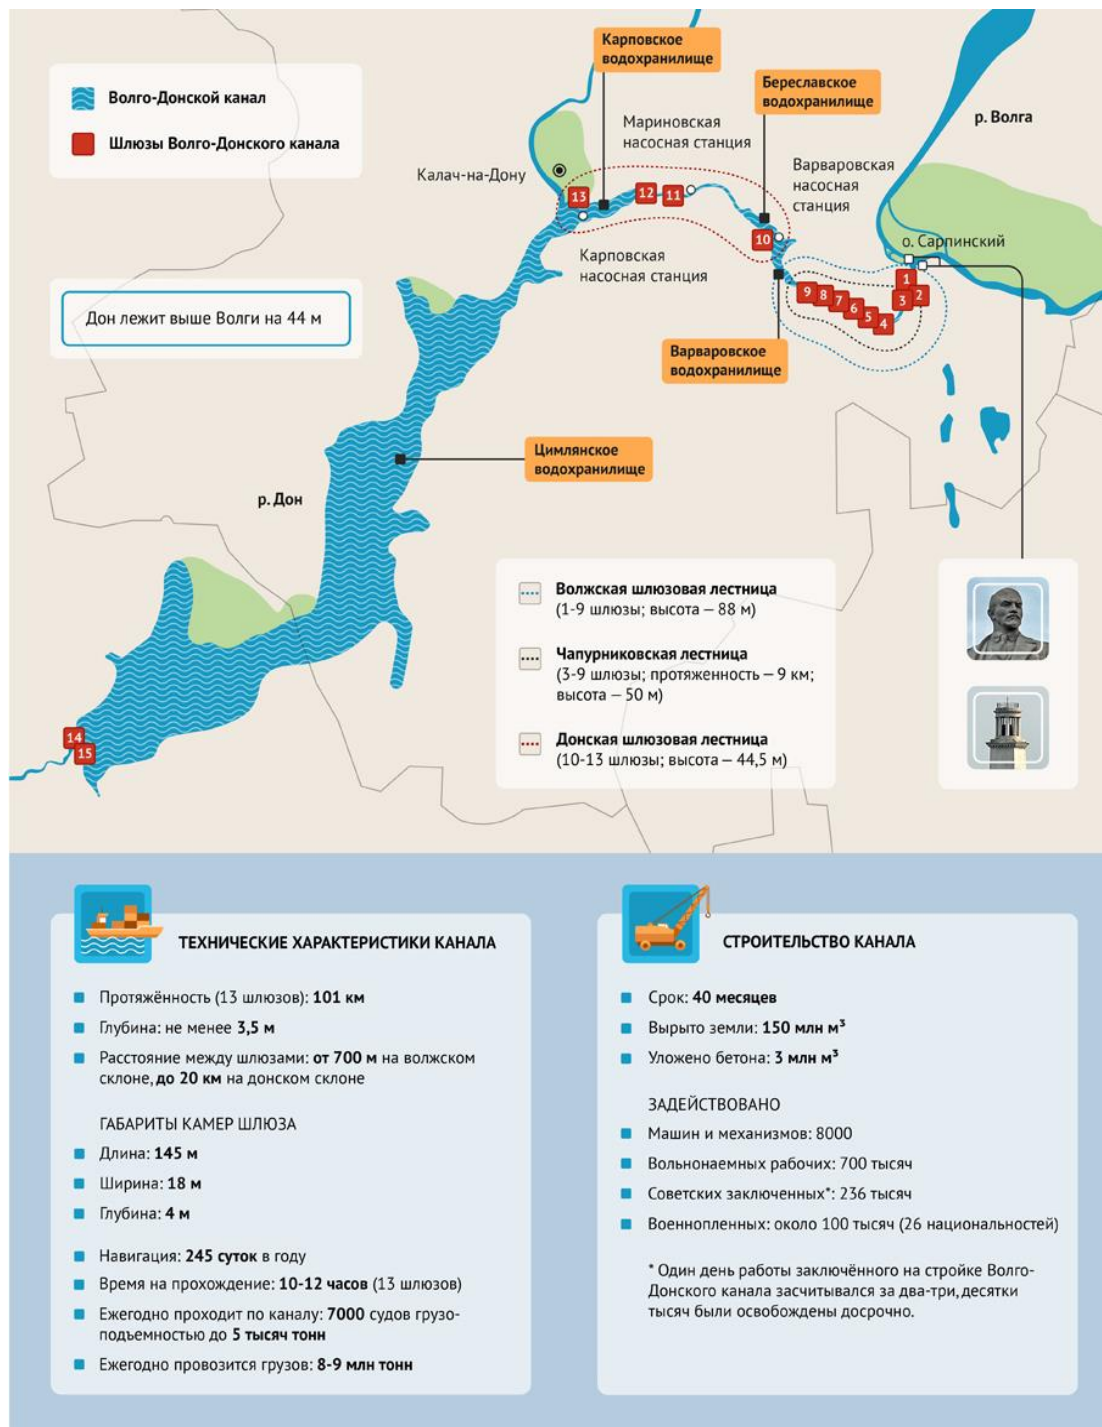 Волго-Донской канал
Шлюзы Волго-Донского канала
Карповское
водохранилище
Береславское
водохранилище
р. Волга
Мариновская
насосная станция
Варваровская
насосная
станция
Калач-на-Дону
13
12
11
10
Карповская
насосная станция
о. Сарпинский
1
2
3
9
8
7
6
5
4
Дон лежит выше Волги на 44 м
Варваровское
водохранилище
Цимлянское
водохранилище
р. Дон
Волжская шлюзовая лестница
(1-9 шлюзы; высота – 88 м)
Чапурниковская лестница
(3-9 шлюзы; протяженность – 9 км;
высота – 50 м)
Донская шлюзовая лестница
(10-13 шлюзы; высота – 44,5 м)
14
15
ТЕХНИЧЕСКИЕ ХАРАКТЕРИСТИКИ КАНАЛА
Протяжённость (13 шлюзов): 101 км
Глубина: не менее 3,5 м
Расстояние между шлюзами: от 700 м на волжском
склоне, до 20 км на донском склоне
ГАБАРИТЫ КАМЕР ШЛЮЗА
Длина: 145 м
Ширина: 18 м
Глубина: 4 м
Навигация: 245 суток в году
Время на прохождение: 10-12 часов (13 шлюзов)
Ежегодно проходит по каналу: 7000 судов грузо-
подъемностью до 5 тысяч тонн
Ежегодно провозится грузов: 8-9 млн тонн
СТРОИТЕЛЬСТВО КАНАЛА
Срок: 40 месяцев
Вырыто земли: 150 млн м³
Уложено бетона: 3 млн м³
ЗАДЕЙСТВОВАНО
Машин и механизмов: 8000
Вольнонаемных рабочих: 700 тысяч
Советских заключенных*: 236 тысяч
Военнопленных: около 100 тысяч (26 национальностей)
* Один день работы заключённого на стройке Волго-
Донского канала засчитывался за два-три, десятки
тысяч были освобождены досрочно.